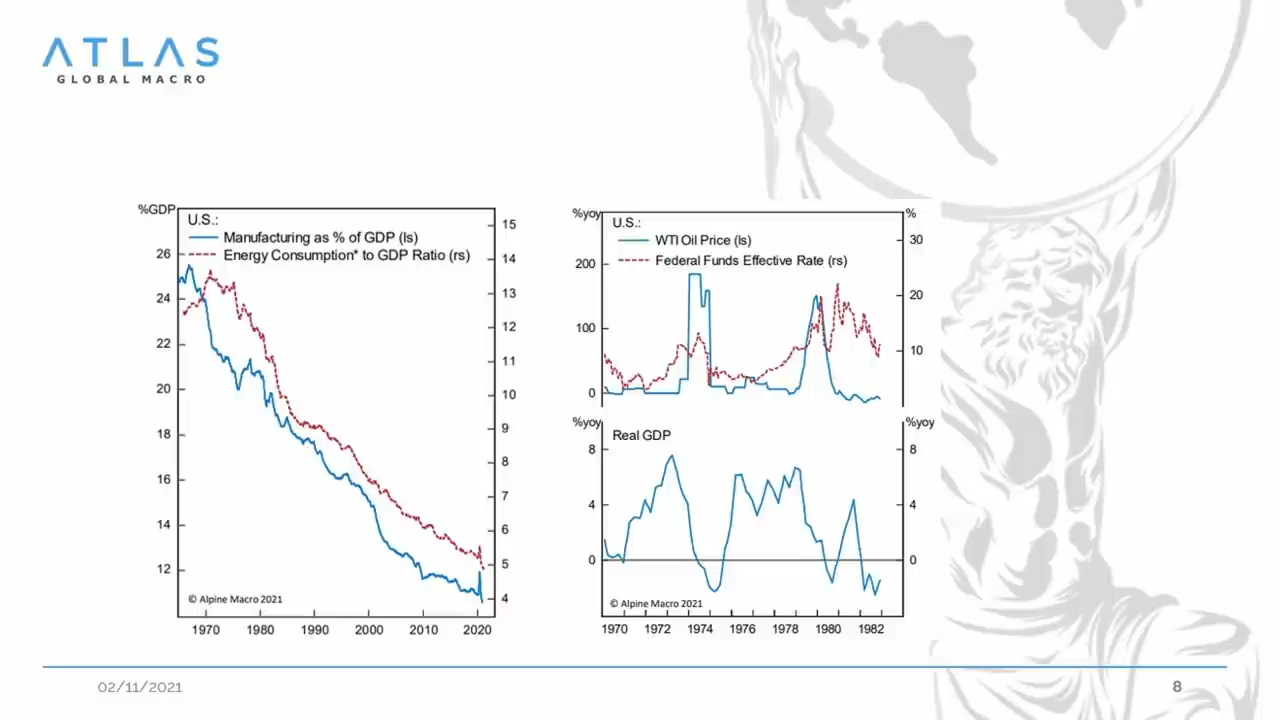 ATLAS
GLOBAL MACRO
%GDP
U.S.:
Manufacturing as % of GDP (ls)
Energy Consumption* to GDP Ratio (rs)
26
24
22
20
18
16
14
12
15
14
13
12
11
10
9
8
7
6
5
4
© Alpine Macro 2021
1970 1980 1990 2000 2010 2020
%yoy
%
U.S.:
WTI Oil Price (ls)
Federal Funds Effective Rate (rs)
200
100
0
30
20
10
%yoy
%yoy
Real GDP
8
4
0
8
4
0
© Alpine Macro 2021
1970 1972 1974 1976 1978 1980 1982
02/11/2021
8